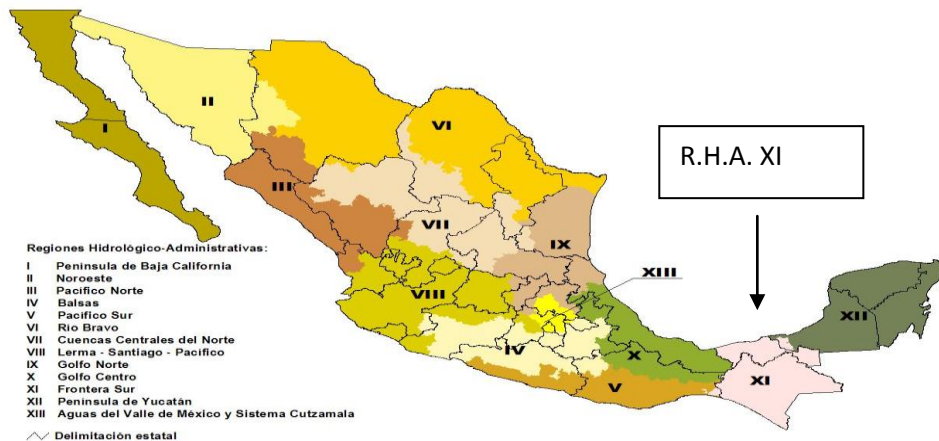 R.H.A. XI
I
II
III
VI
VII
VIII
IX
XIII
IV
X
V
XI
XII
Regiones Hidrológico-Administrativas:
I Península de Baja California
II Noroeste
III Pacífico Norte
IV Balsas
V Pacífico Sur
VI Río Bravo
VII Cuencas Centrales del Norte
VIII Lerma - Santiago - Pacífico
IX Golfo Norte
X Golfo Centro
XI Frontera Sur
XII Península de Yucatán
XIII Aguas del Valle de México y Sistema Cutzamala
Delimitación estatal